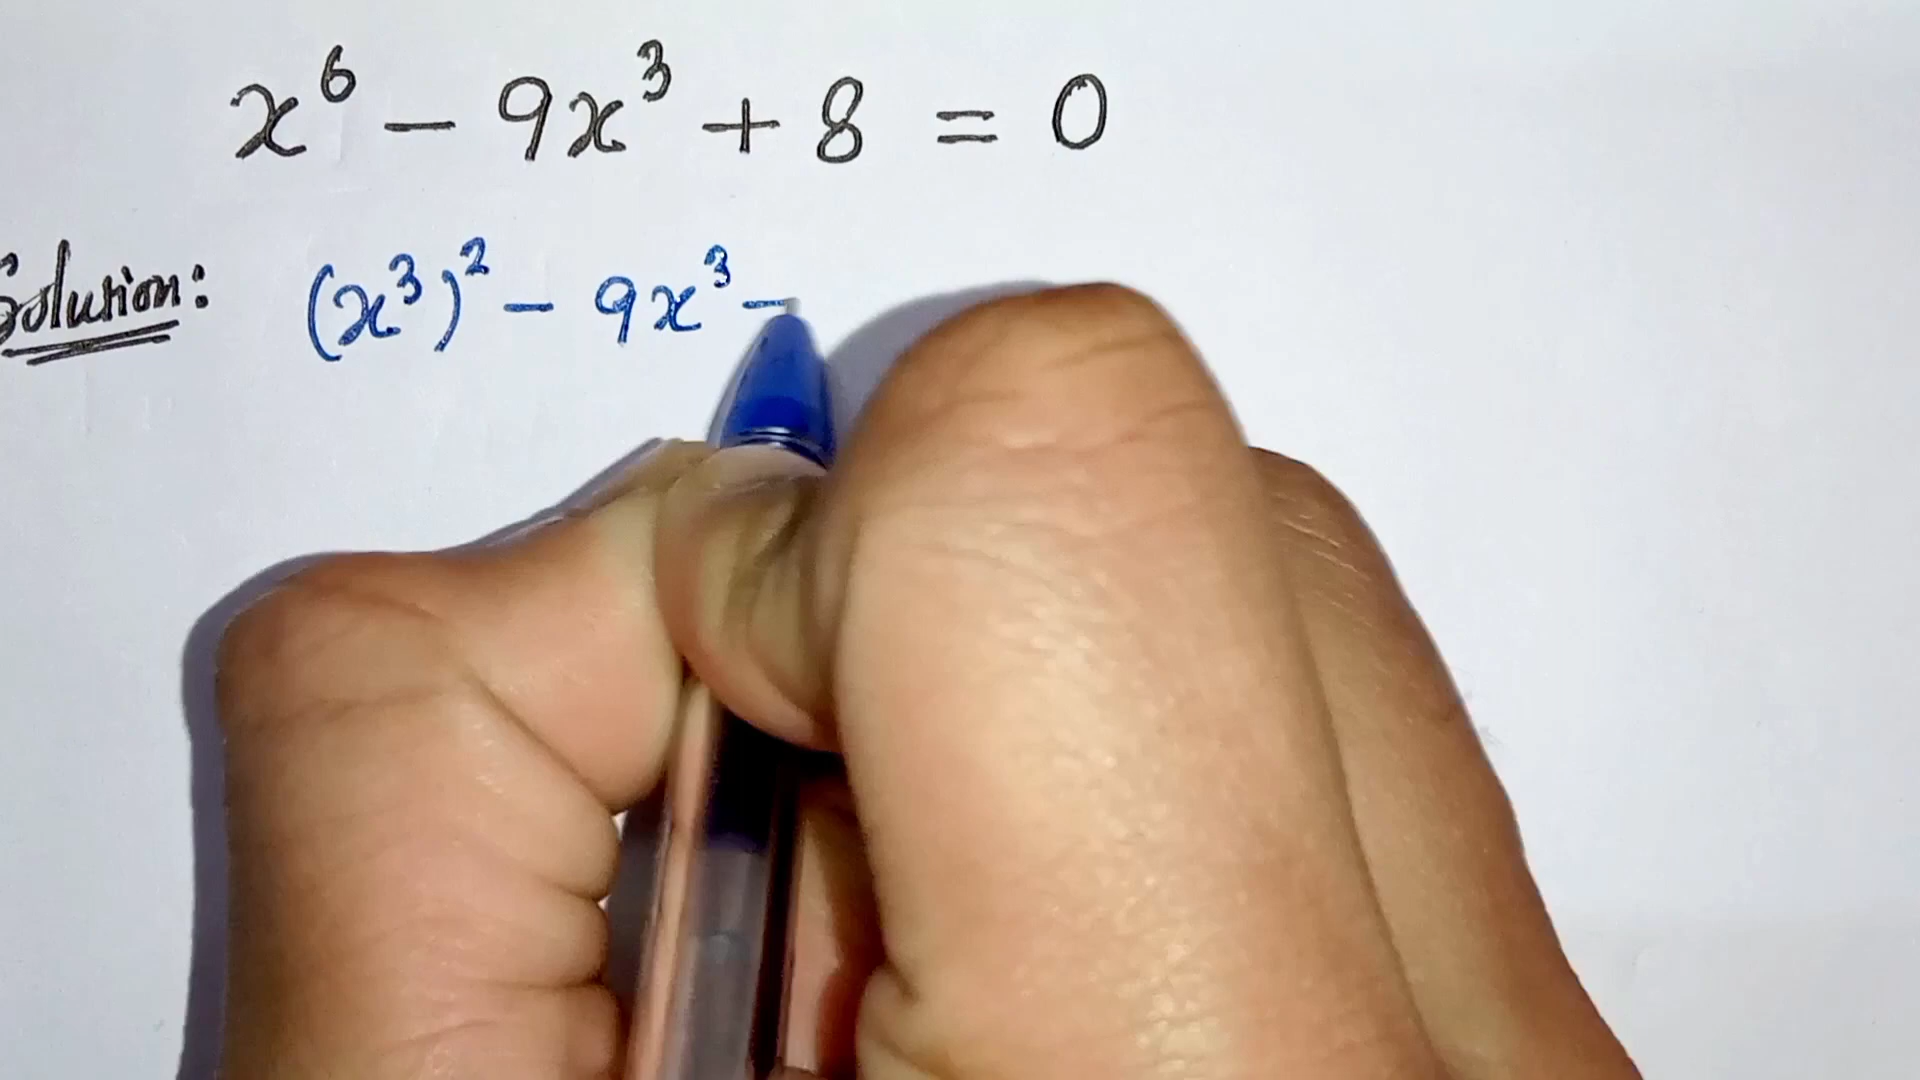 x⁶ − 9x³ + 8 = 0
Solution: (x³)² − 9x³ −